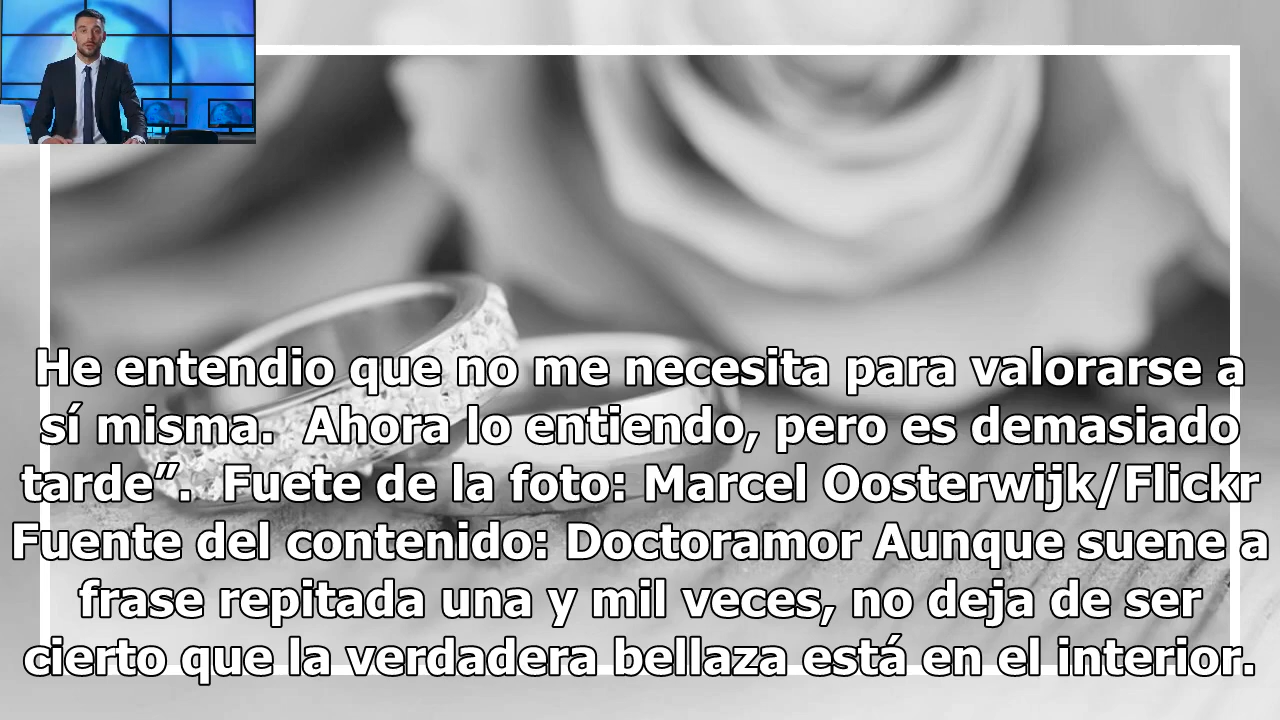 He entendio que no me necesita para valorarse a
sí misma.  Ahora lo entiendo, pero es demasiado
tarde”.  Fuete de la foto: Marcel Oosterwijk/Flickr
Fuente del contenido: Doctoramor Aunque suene a
frase repitada una y mil veces, no deja de ser
cierto que la verdadera bellaza está en el interior.